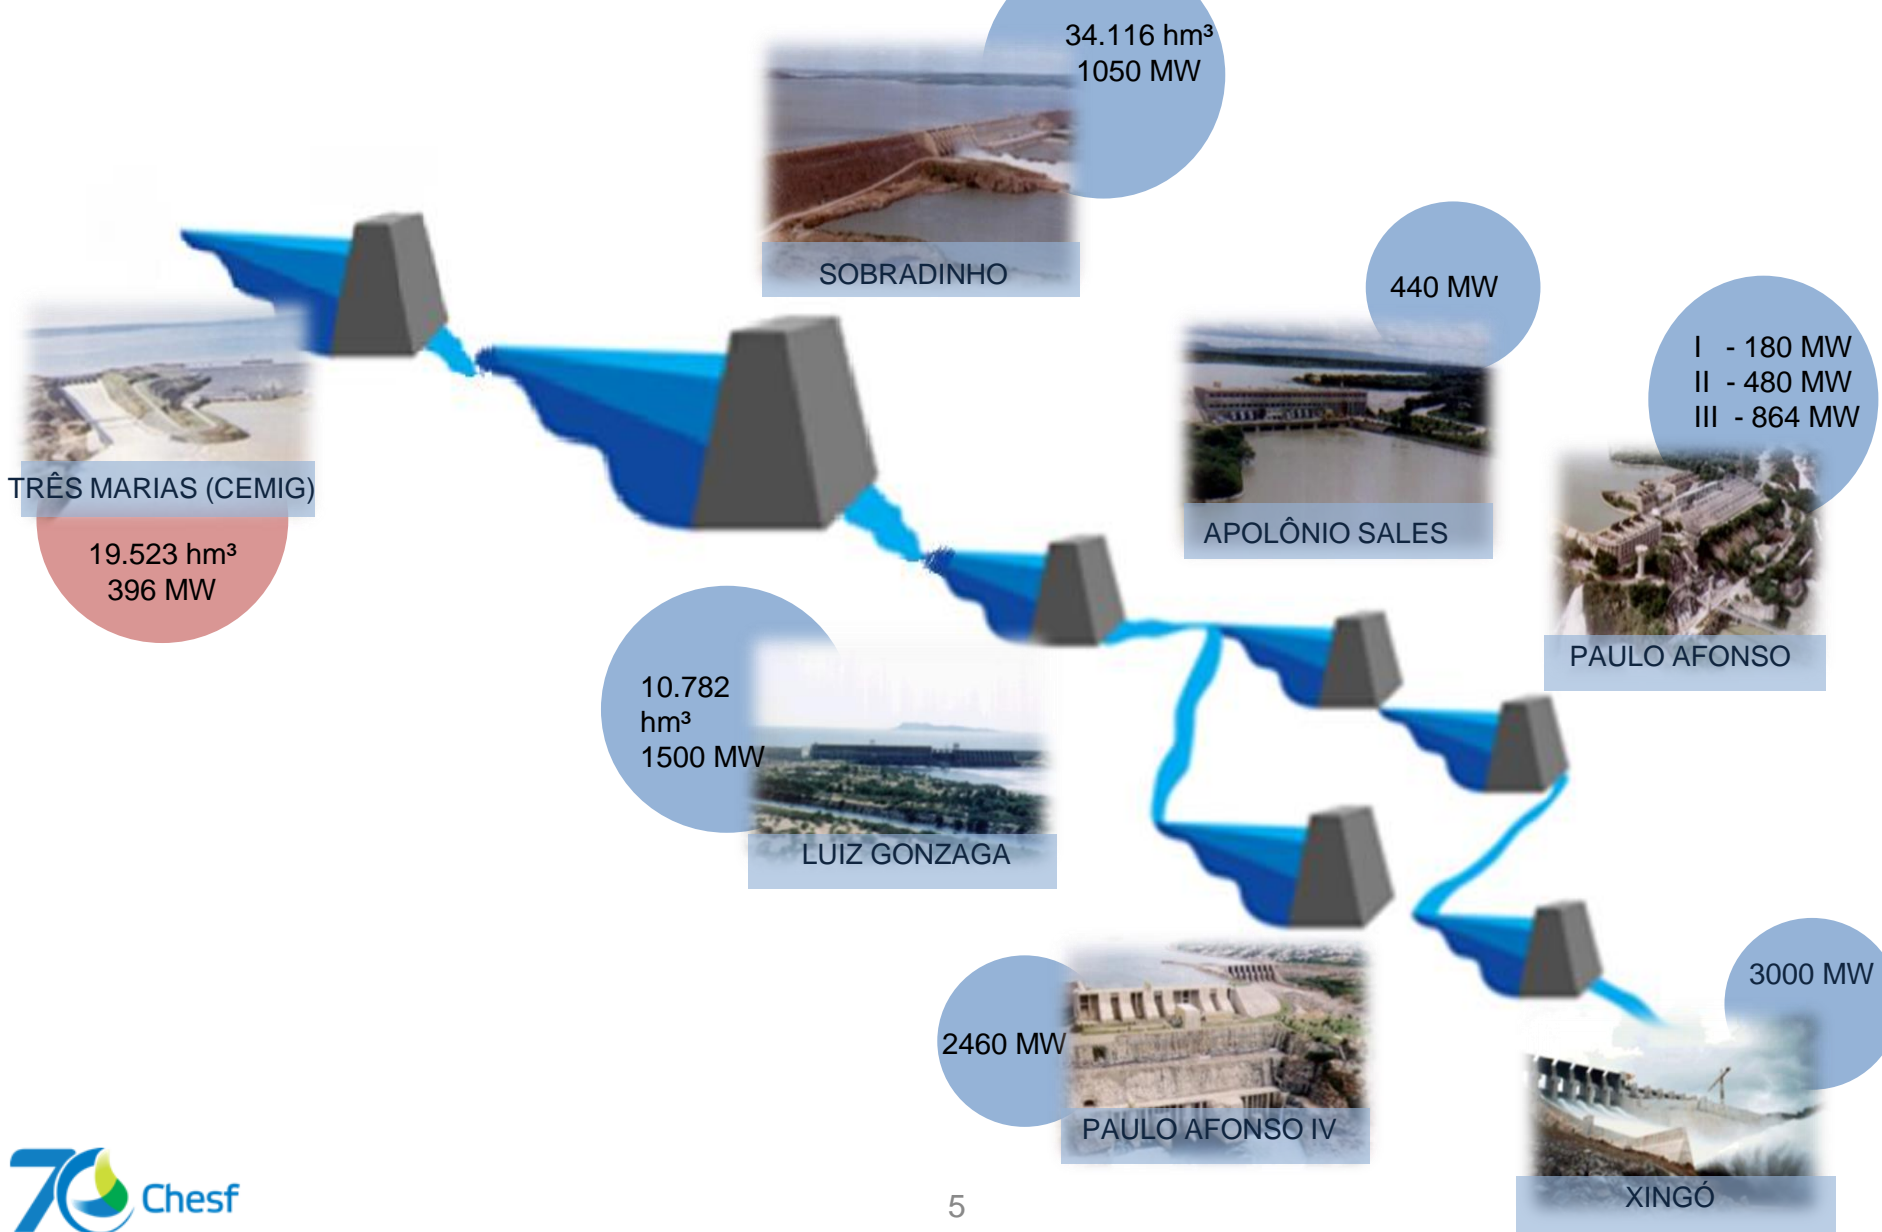 34.116 hm³
1050 MW
SOBRADINHO
440 MW
I - 180 MW
II - 480 MW
III - 864 MW
TRÊS MARIAS (CEMIG)
19.523 hm³
396 MW
APOLÔNIO SALES
PAULO AFONSO
10.782
hm³
1500 MW
LUIZ GONZAGA
3000 MW
2460 MW
PAULO AFONSO IV
XINGÓ
70 Chesf
5